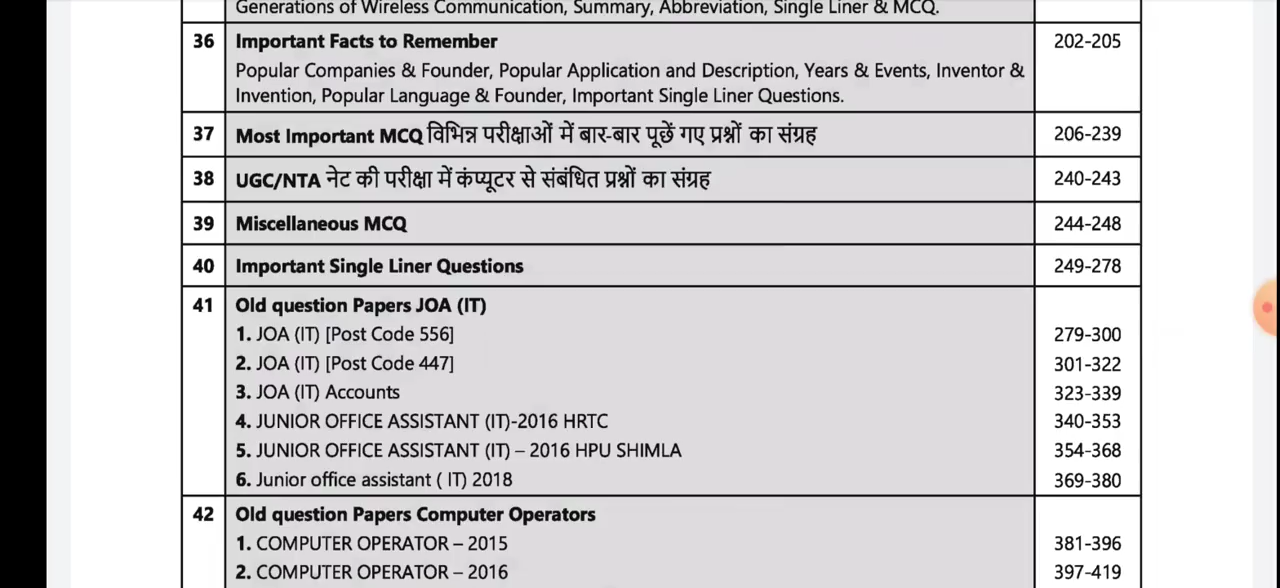 Generations of Wireless Communication, Summary, Abbreviation, Single Liner & MCQ.
36 Important Facts to Remember 202-205
Popular Companies & Founder, Popular Application and Description, Years & Events, Inventor &
Invention, Popular Language & Founder, Important Single Liner Questions.
37 Most Important MCQ विभिन्न परीक्षाओं में बार-बार पूछें गए प्रश्नों का संग्रह 206-239
38 UGC/NTA नेट की परीक्षा में कंप्यूटर से संबंधित प्रश्नों का संग्रह 240-243
39 Miscellaneous MCQ 244-248
40 Important Single Liner Questions 249-278
41 Old question Papers JOA (IT)
1. JOA (IT) [Post Code 556] 279-300
2. JOA (IT) [Post Code 447] 301-322
3. JOA (IT) Accounts 323-339
4. JUNIOR OFFICE ASSISTANT (IT)-2016 HRTC 340-353
5. JUNIOR OFFICE ASSISTANT (IT) – 2016 HPU SHIMLA 354-368
6. Junior office assistant ( IT) 2018 369-380
42 Old question Papers Computer Operators
1. COMPUTER OPERATOR – 2015 381-396
2. COMPUTER OPERATOR – 2016 397-419